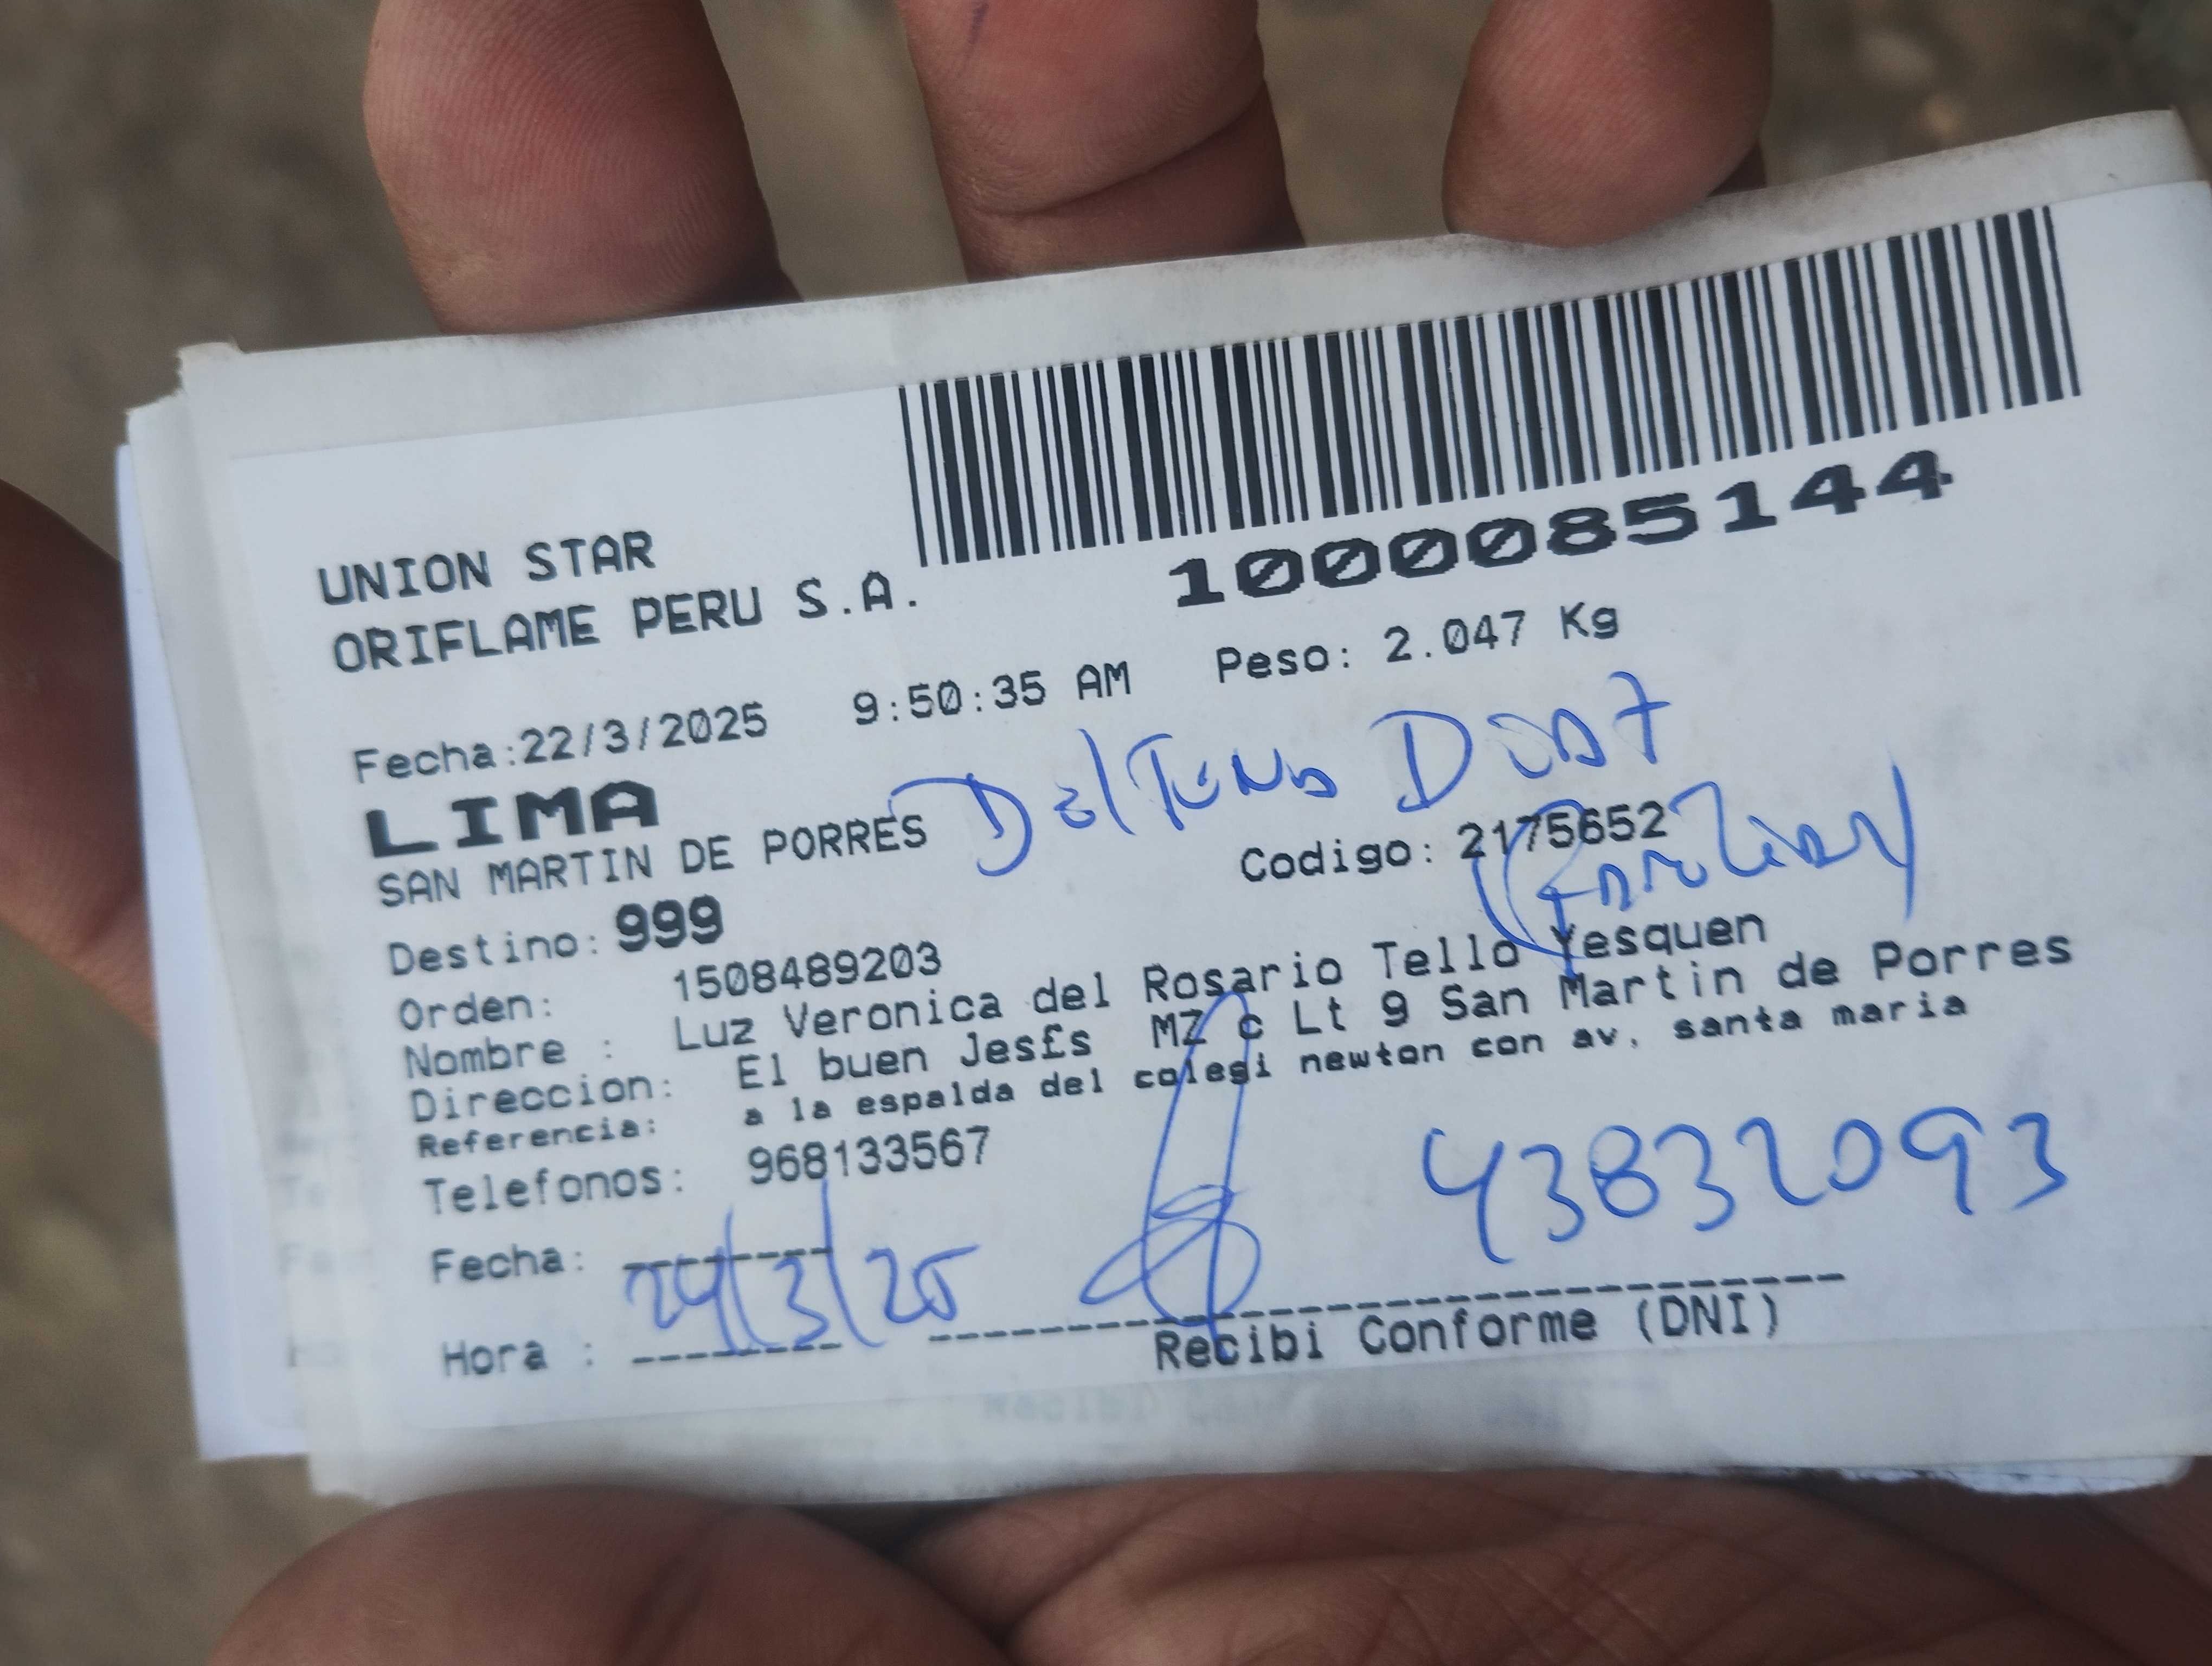 UNION STAR
ORIFLAME PERU S.A.
1000085144
Fecha:22/3/2025 9:50:35 AM Peso: 2.047 Kg
LIMA
SAN MARTIN DE PORRES
Destino: 999 Codigo: 2175652
Orden: 1508489203
Nombre : Luz Veronica del Rosario Tello Yesquen
Direccion: El buen Jes£s MZ c Lt 9 San Martin de Porres
Referencia: a la espalda del colegi newton con av. santa maria
Telefonos: 968133567
43832093
Fecha: 24/3/25
Hora :
Recibi Conforme (DNI)